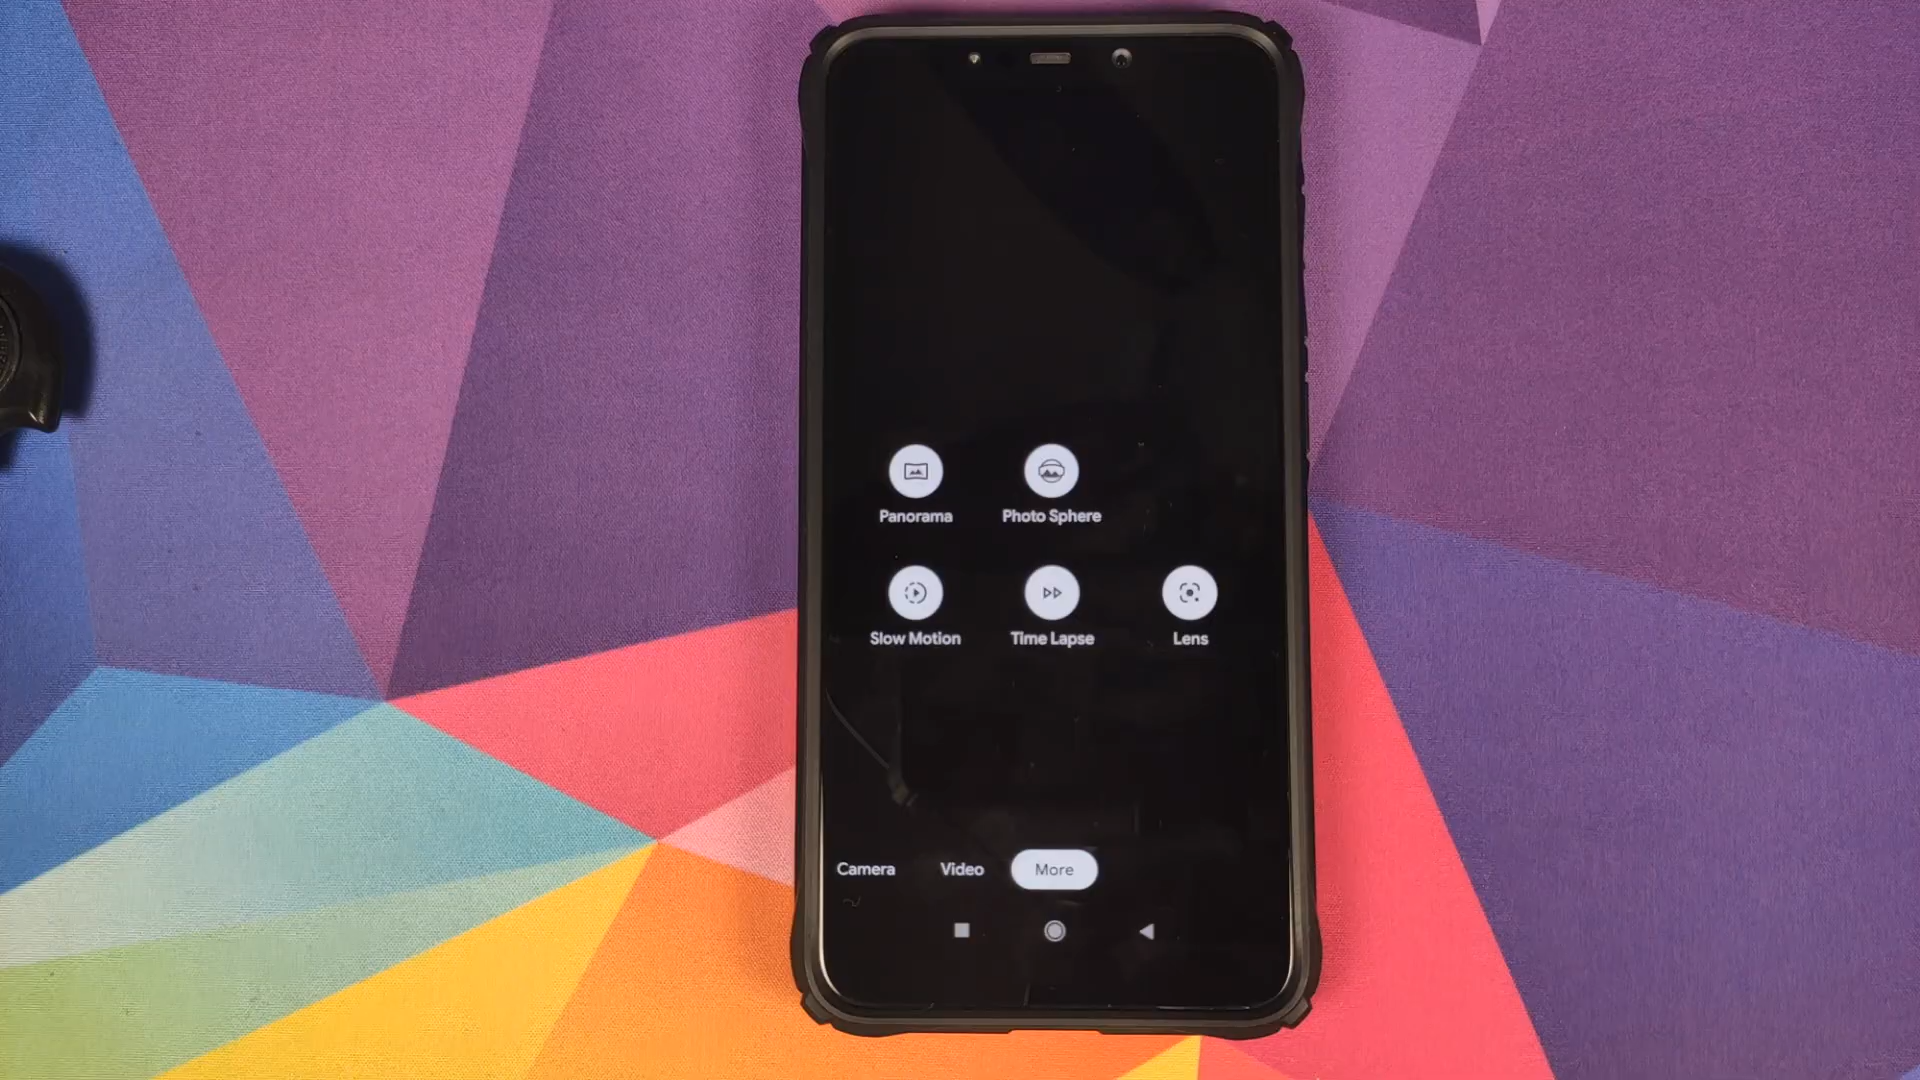 Panorama
Photo Sphere
Slow Motion
Time Lapse
Lens
Camera
Video
More